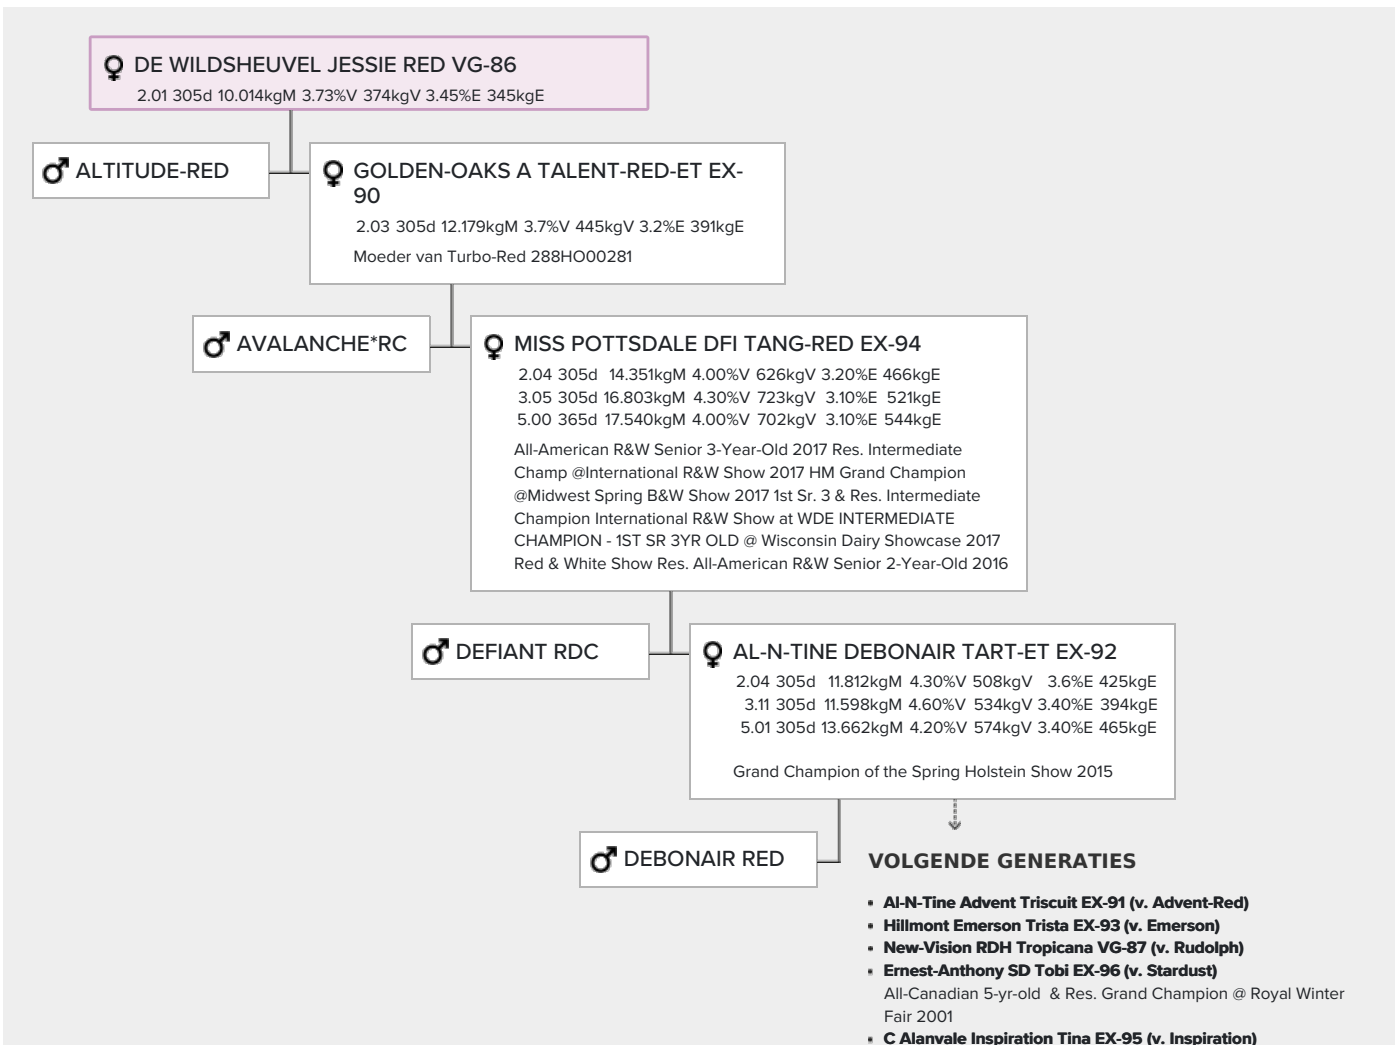 DE WILDSHEUVEL JESSIE RED VG-86
2.01 305d 10.014kgM 3.73%V 374kgV 3.45%E 345kgE
ALTITUDE-RED
GOLDEN-OAKS A TALENT-RED-ET EX-
90
2.03 305d 12.179kgM 3.7%V 445kgV 3.2%E 391kgE
Moeder van Turbo-Red 288HO00281
AVALANCHE*RC
MISS POTTSDALE DFI TANG-RED EX-94
2.04 305d 14.351kgM 4.00%V 626kgV 3.20%E 466kgE
3.05 305d 16.803kgM 4.30%V 723kgV 3.10%E 521kgE
5.00 365d 17.540kgM 4.00%V 702kgV 3.10%E 544kgE
All-American R&W Senior 3-Year-Old 2017 Res. Intermediate
Champ @International R&W Show 2017 HM Grand Champion
@Midwest Spring B&W Show 2017 1st Sr. 3 & Res. Intermediate
Champion International R&W Show at WDE INTERMEDIATE
CHAMPION - 1ST SR 3YR OLD @ Wisconsin Dairy Showcase 2017
Red & White Show Res. All-American R&W Senior 2-Year-Old 2016
DEFIANT RDC
AL-N-TINE DEBONAIR TART-ET EX-92
2.04 305d 11.812kgM 4.30%V 508kgV 3.6%E 425kgE
3.11 305d 11.598kgM 4.60%V 534kgV 3.40%E 394kgE
5.01 305d 13.662kgM 4.20%V 574kgV 3.40%E 465kgE
Grand Champion of the Spring Holstein Show 2015
DEBONAIR RED
VOLGENDE GENERATIES
• Al-N-Tine Advent Triscuit EX-91 (v. Advent-Red)
• Hillmont Emerson Trista EX-93 (v. Emerson)
• New-Vision RDH Tropicana VG-87 (v. Rudolph)
• Ernest-Anthony SD Tobi EX-96 (v. Stardust)
All-Canadian 5-yr-old & Res. Grand Champion @ Royal Winter
Fair 2001
• C Alanvale Inspiration Tina EX-95 (v. Inspiration)